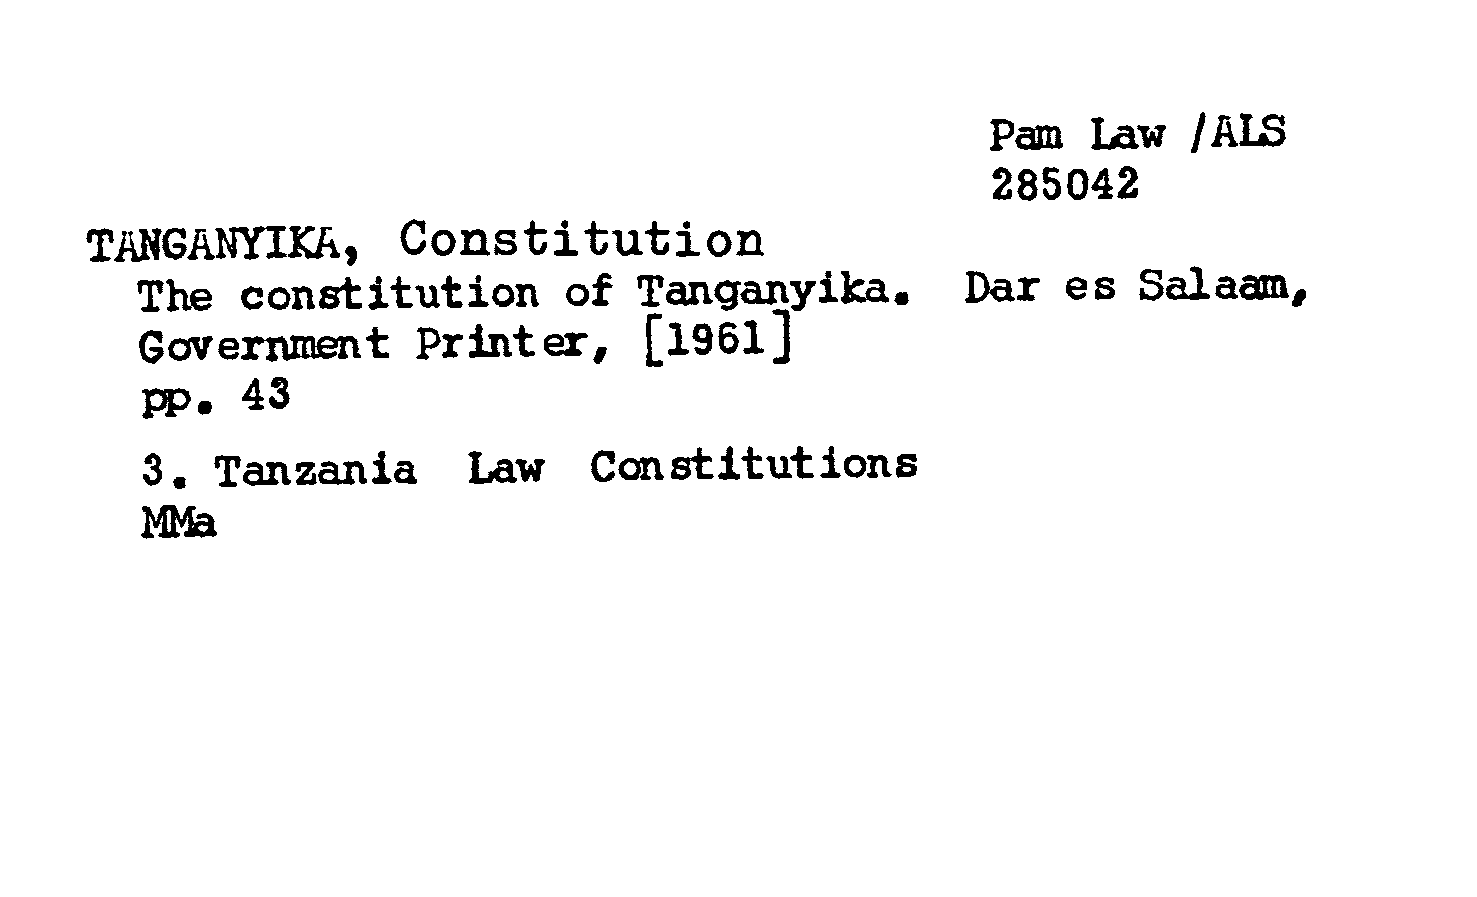 Pam Law /ALS
285042
TANGANYIKA, Constitution
The constitution of Tanganyika. Dar es Salaam,
Government Printer, [1961]
pp. 43
3. Tanzania Law Constitutions
MMa